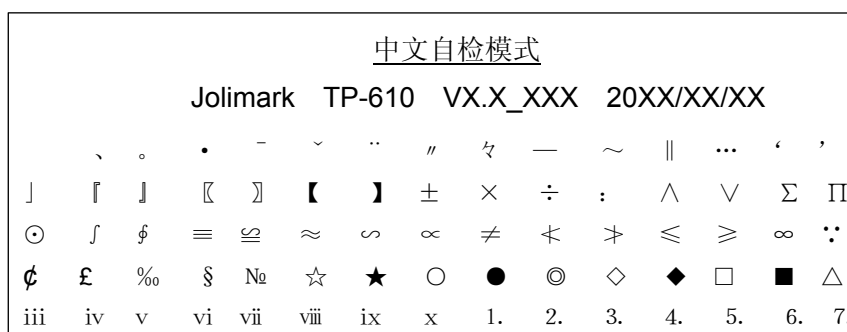 中文自检模式
Jolimark TP-610 VX.X_XXX 20XX/XX/XX
、 。 • ˉ ˇ ¨ 〃 々 — ～ ‖ … ‘ ’
」 『 』 〖 〗 【 】 ± × ÷ ∶ ∧ ∨ Σ Π
⊙ ∫ ∮ ≡ ≌ ≈ ∽ ∝ ≠ ≮ ≯ ≤ ≥ ∞ ∵
¢ £ ‰ § № ☆ ★ ○ ● ◎ ◇ ◆ □ ■ △
ⅲ ⅳ ⅴ ⅵ ⅶ ⅷ ⅸ ⅹ 1. 2. 3. 4. 5. 6. 7.